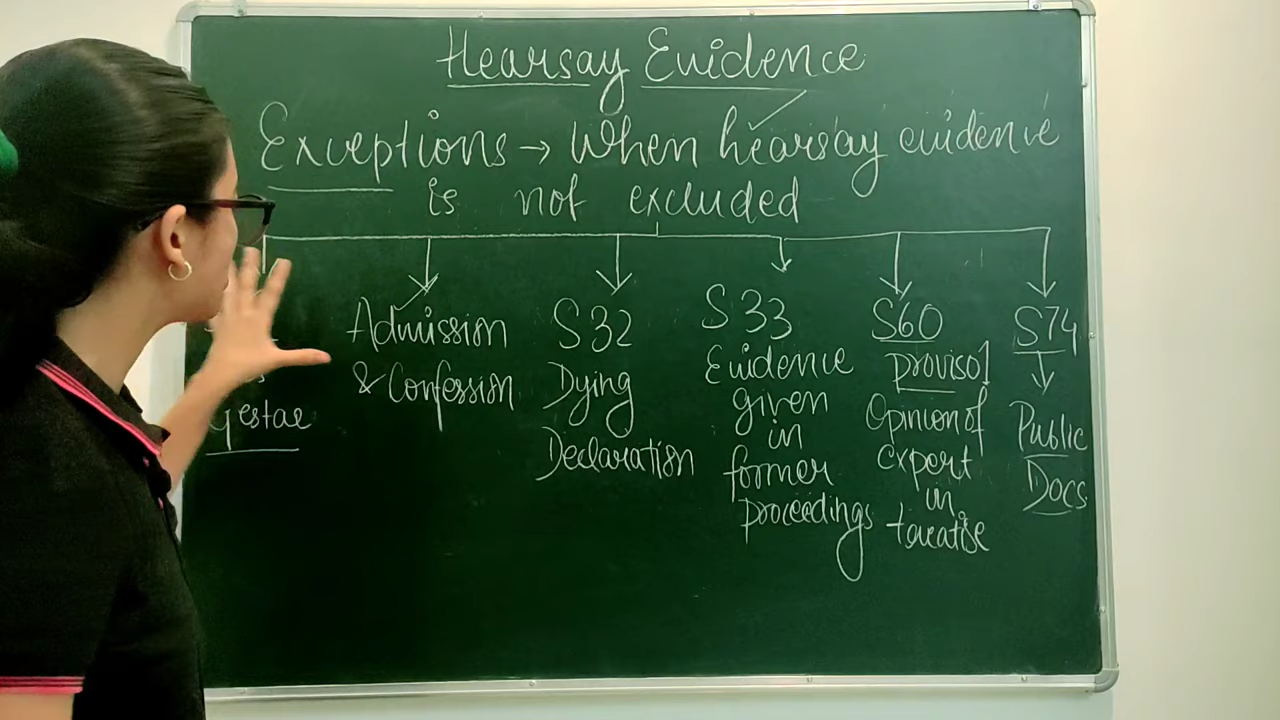 Hearsay Evidence
Exceptions → When hearsay evidence
is not excluded
gestae
Admission
& Confession
S 32
Dying
Declaration
S 33
Evidence
given
in
former
proceedings
S60
proviso1
Opinion of
expert
in
treatise
S74
Public
Docs